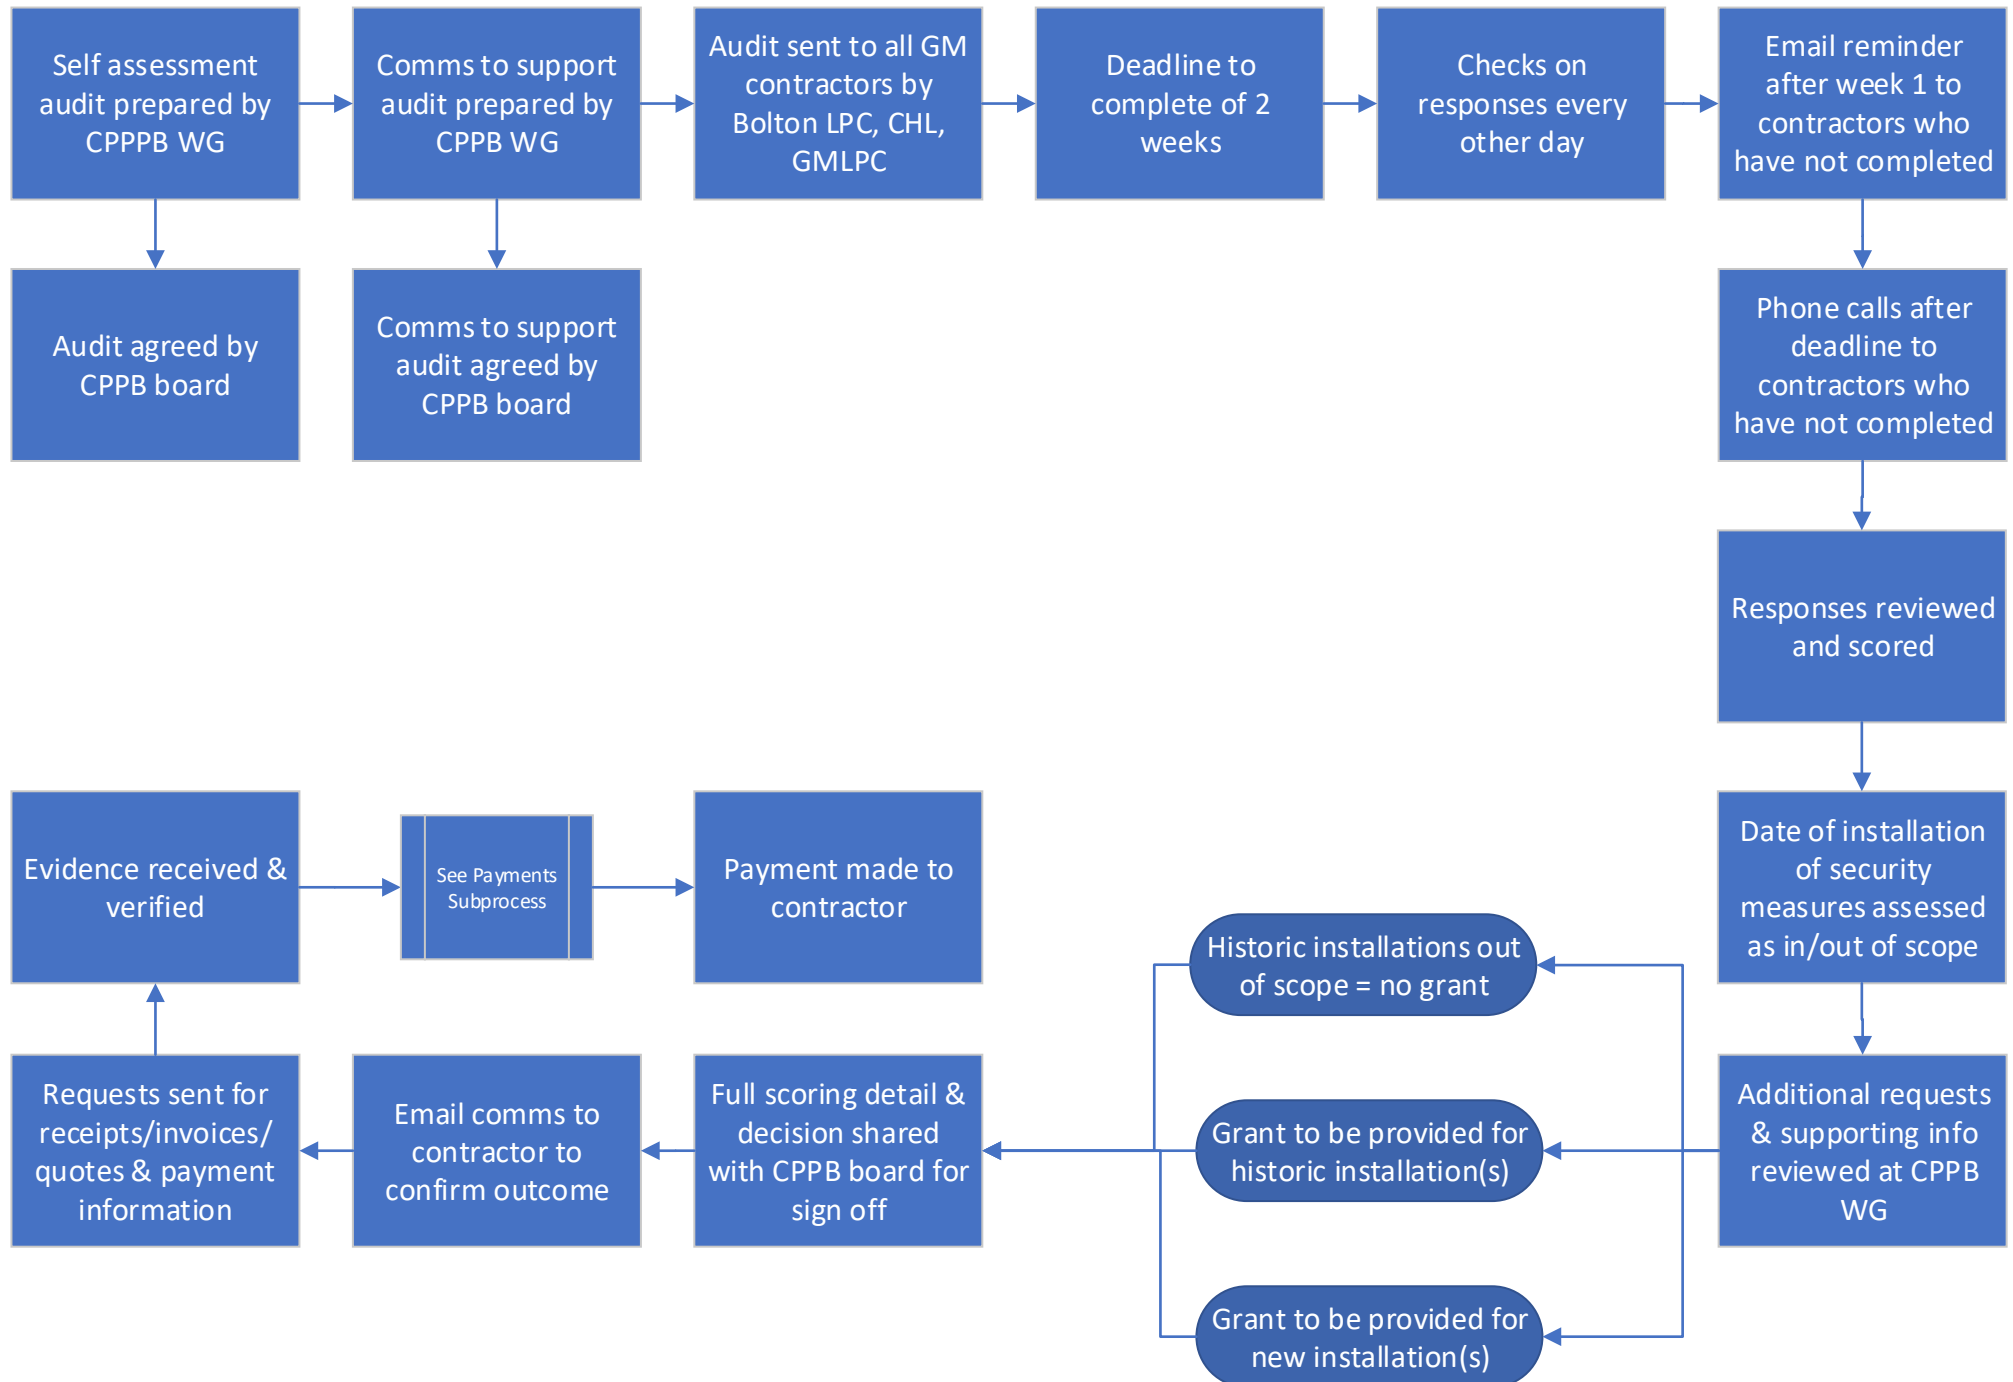 Self assessment
audit prepared by
CPPPB WG
Comms to support
audit prepared by
CPPB WG
Audit sent to all GM
contractors by
Bolton LPC, CHL,
GMLPC
Deadline to
complete of 2
weeks
Checks on
responses every
other day
Email reminder
after week 1 to
contractors who
have not completed
Audit agreed by
CPPB board
Comms to support
audit agreed by
CPPB board
Phone calls after
deadline to
contractors who
have not completed
Responses reviewed
and scored
Date of installation
of security
measures assessed
as in/out of scope
Additional requests
& supporting info
reviewed at CPPB
WG
Historic installations out
of scope = no grant
Grant to be provided for
historic installation(s)
Grant to be provided for
new installation(s)
Full scoring detail &
decision shared
with CPPB board for
sign off
Email comms to
contractor to
confirm outcome
Requests sent for
receipts/invoices/
quotes & payment
information
Evidence received &
verified
See Payments
Subprocess
Payment made to
contractor